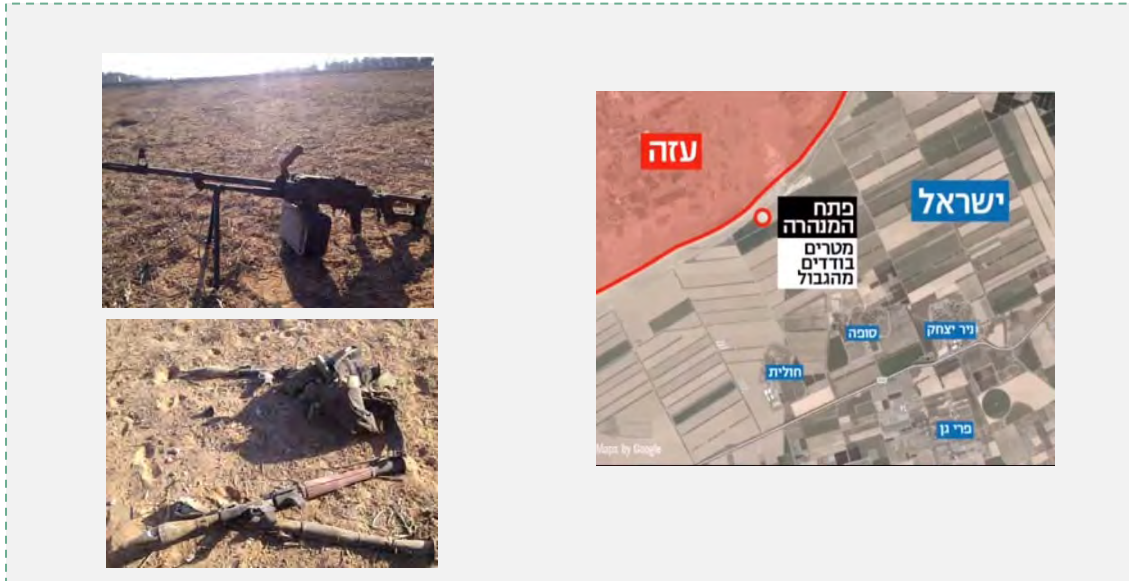 עזה
ישראל
פתח
המנהרה
מטרים
בודדים
מהגבול
סופה
ניר יצחק
חולית
פרי גן
Maps by Google